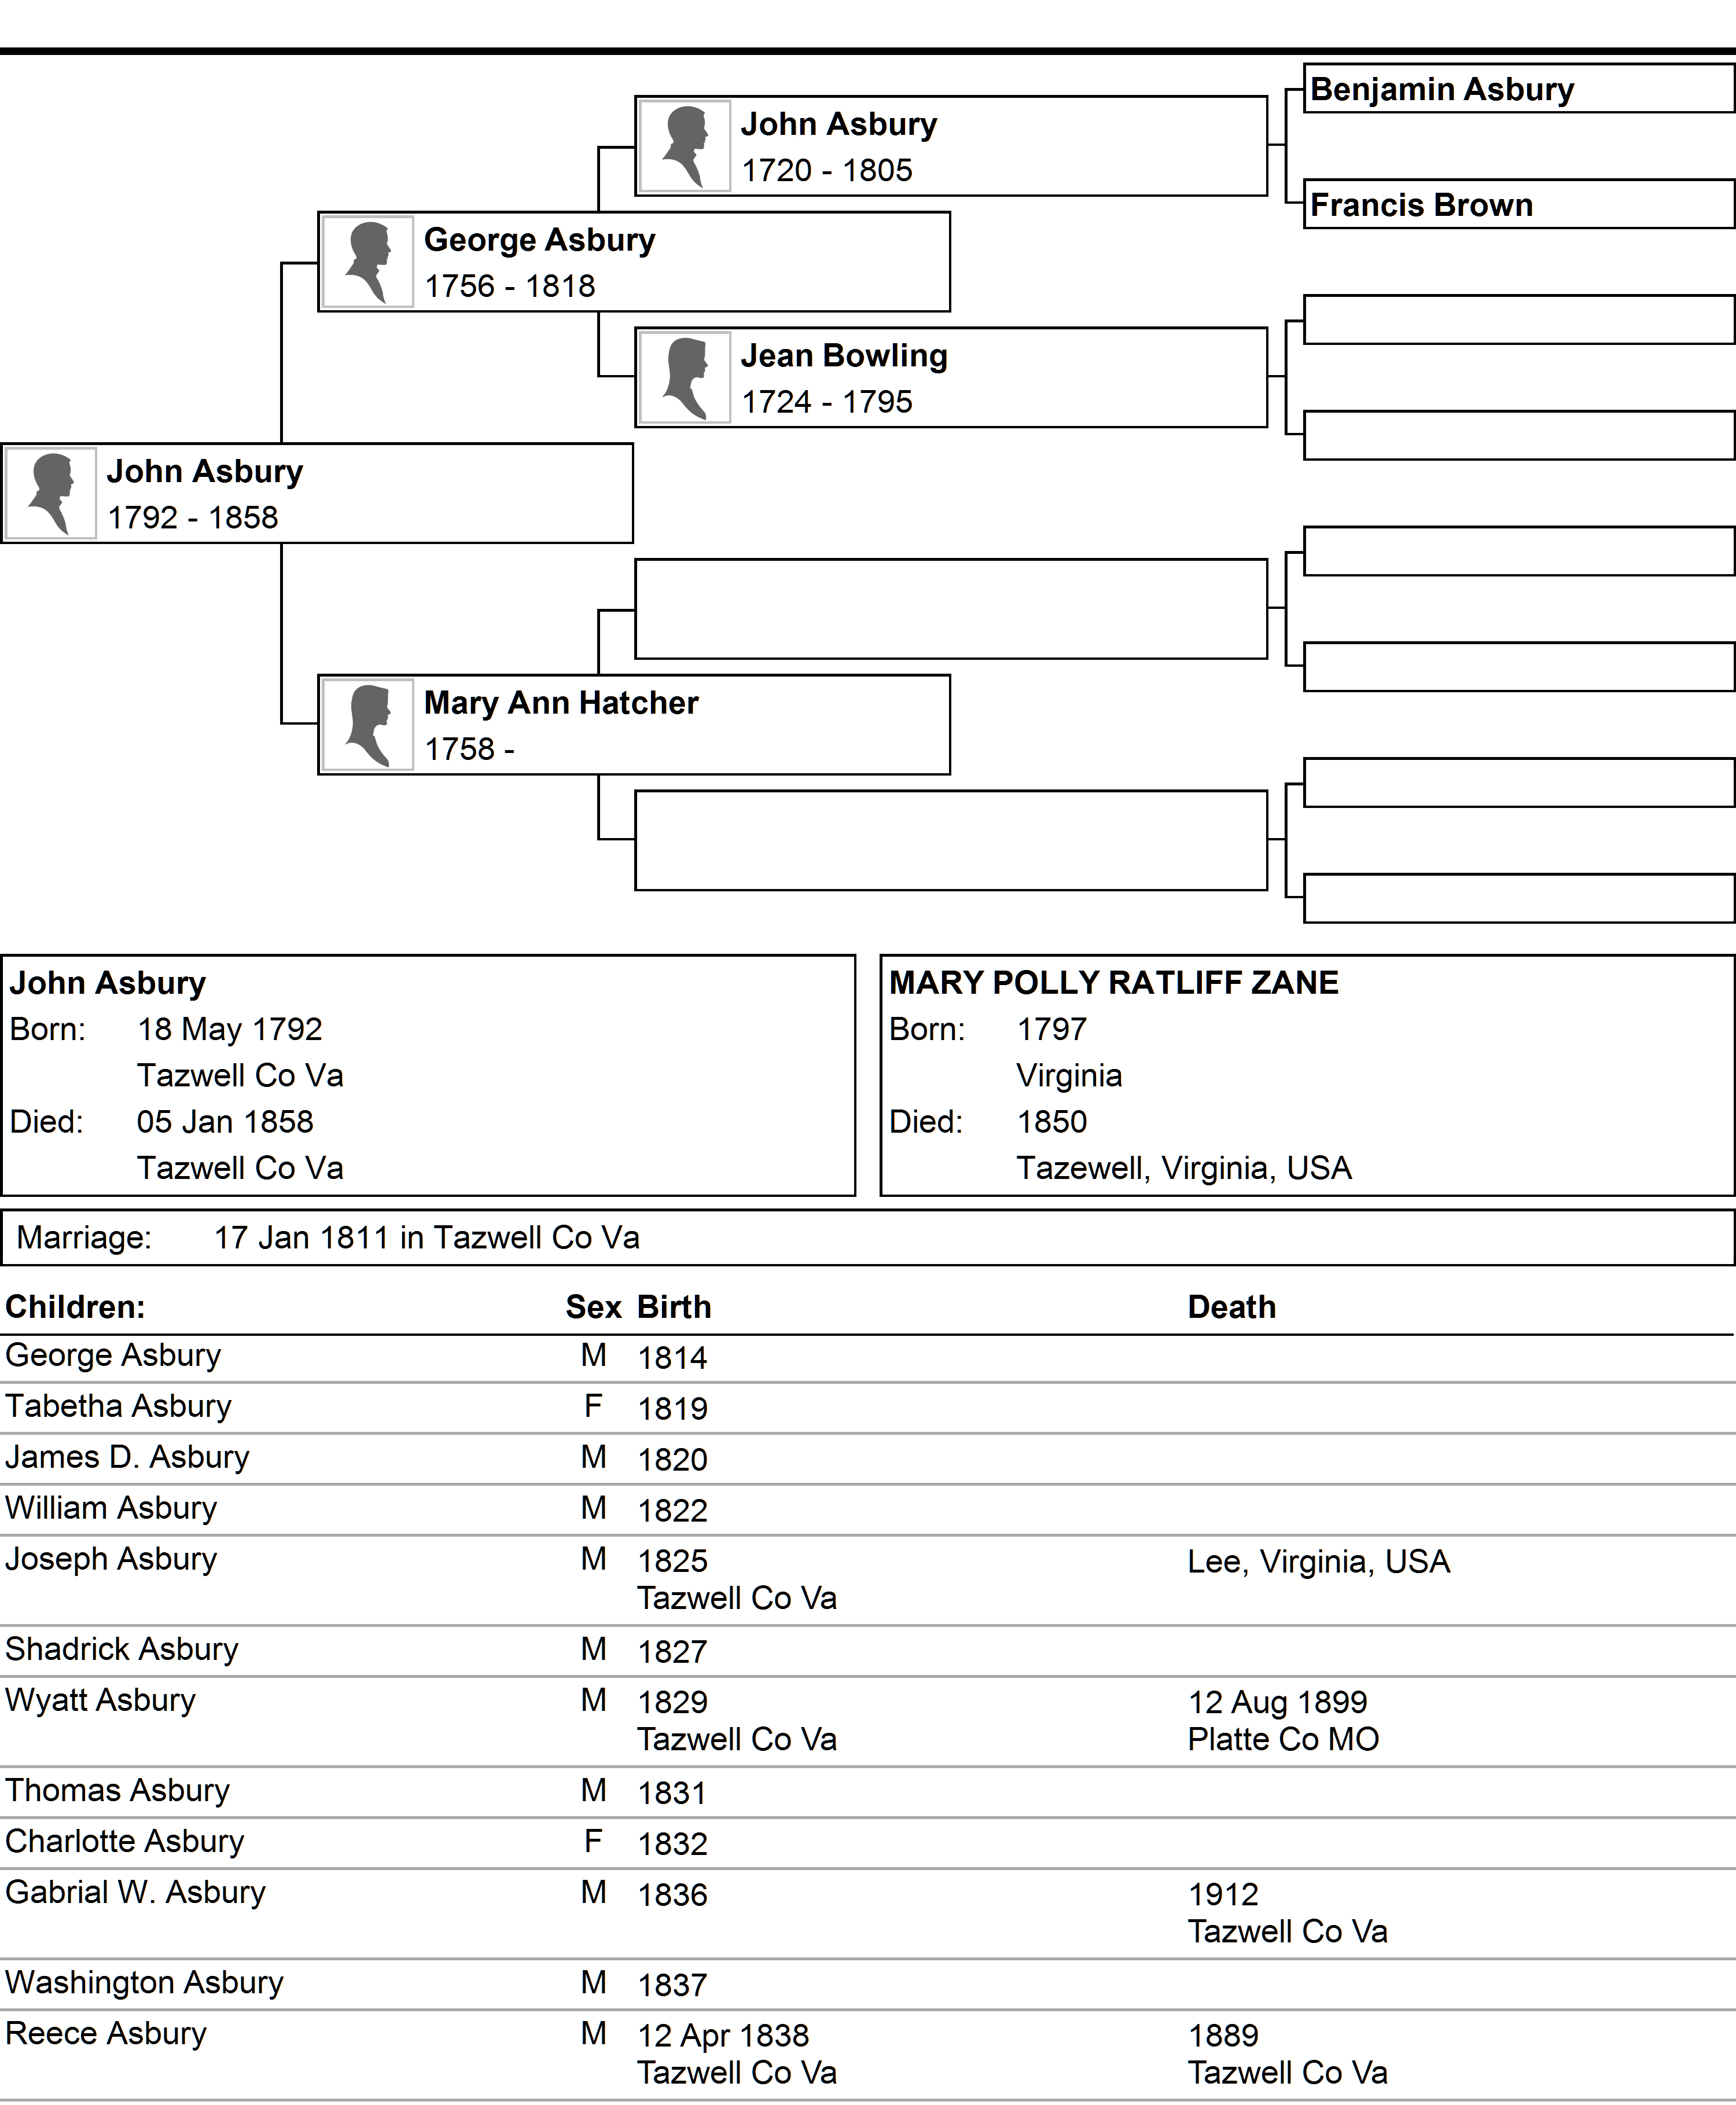 Benjamin Asbury
John Asbury
1720 - 1805
Francis Brown
George Asbury
1756 - 1818
Jean Bowling
1724 - 1795
John Asbury
1792 - 1858
Mary Ann Hatcher
1758 -
John Asbury
Born: 18 May 1792
Tazwell Co Va
Died: 05 Jan 1858
Tazwell Co Va
MARY POLLY RATLIFF ZANE
Born: 1797
Virginia
Died: 1850
Tazewell, Virginia, USA
Marriage: 17 Jan 1811 in Tazwell Co Va
Children: Sex Birth Death
George Asbury M 1814
Tabetha Asbury F 1819
James D. Asbury M 1820
William Asbury M 1822
Joseph Asbury M 1825 Lee, Virginia, USA
Tazwell Co Va
Shadrick Asbury M 1827
Wyatt Asbury M 1829 12 Aug 1899
Tazwell Co Va Platte Co MO
Thomas Asbury M 1831
Charlotte Asbury F 1832
Gabrial W. Asbury M 1836 1912
Tazwell Co Va
Washington Asbury M 1837
Reece Asbury M 12 Apr 1838 1889
Tazwell Co Va Tazwell Co Va